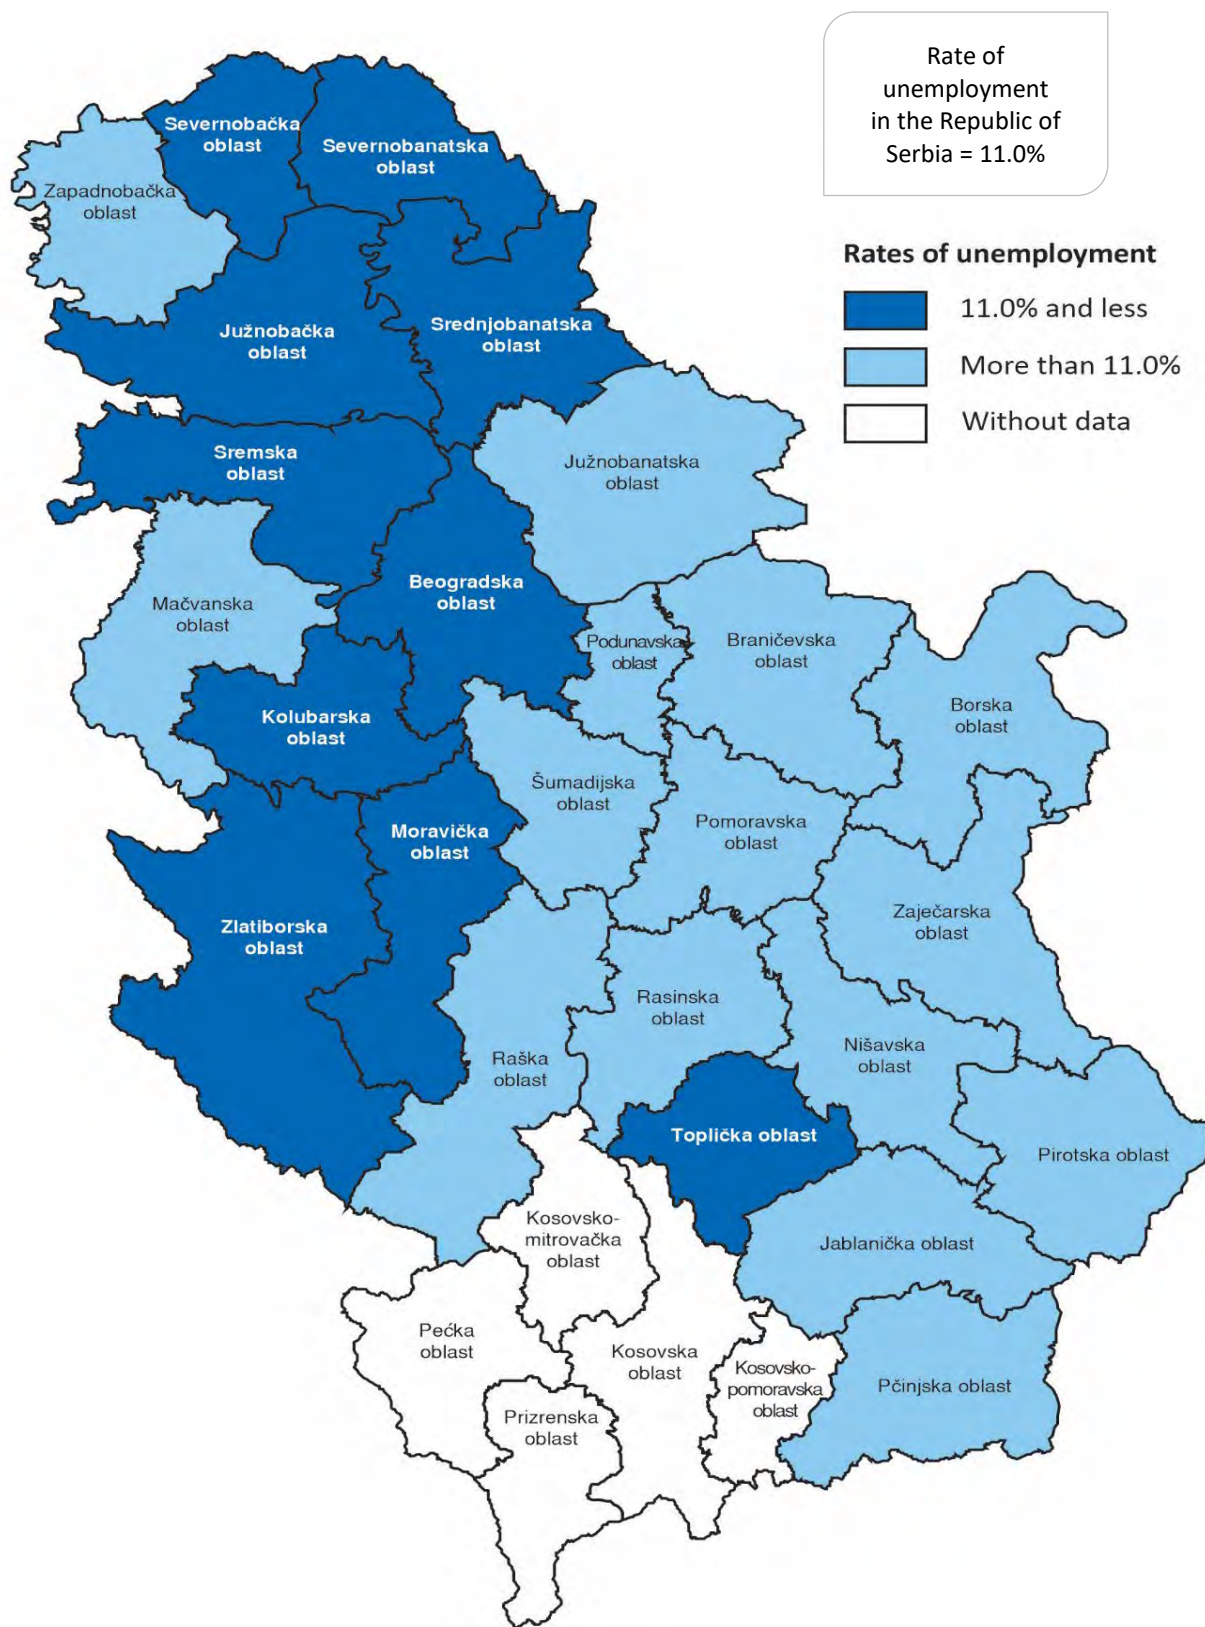 Rate of
unemployment
in the Republic of
Serbia = 11.0%
Rates of unemployment
11.0% and less
More than 11.0%
Without data
Severnobačka
oblast
Severnobanatska
oblast
Zapadnobačka
oblast
Južnobačka
oblast
Srednjobanatska
oblast
Sremska
oblast
Južnobanatska
oblast
Beogradska
oblast
Mačvanska
oblast
Podunavska
oblast
Braničevska
oblast
Borska
oblast
Kolubarska
oblast
Šumadijska
oblast
Pomoravska
oblast
Moravička
oblast
Zaječarska
oblast
Zlatiborska
oblast
Rasinska
oblast
Nišavska
oblast
Raška
oblast
Toplička oblast
Pirotska oblast
Kosovsko-
mitrovačka
oblast
Jablanička oblast
Pećka
oblast
Kosovska
oblast
Kosovsko-
pomoravska
oblast
Pčinjska oblast
Prizrenska
oblast